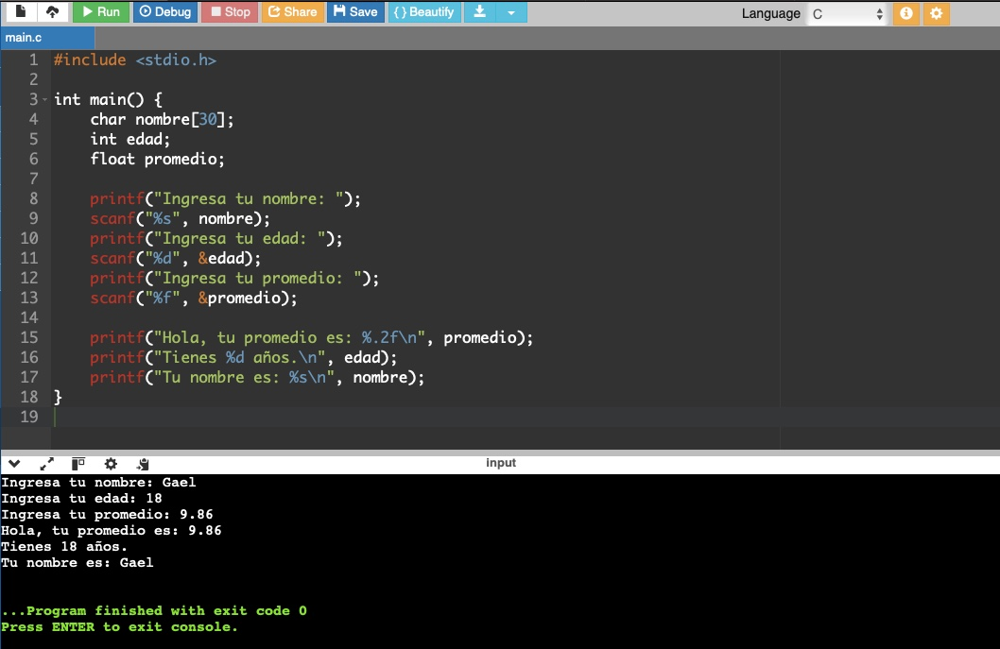 Run Debug Stop Share Save { } Beautify Language C
main.c
1 #include <stdio.h>
2
3 int main() {
4     char nombre[30];
5     int edad;
6     float promedio;
7
8     printf("Ingresa tu nombre: ");
9     scanf("%s", nombre);
10     printf("Ingresa tu edad: ");
11     scanf("%d", &edad);
12     printf("Ingresa tu promedio: ");
13     scanf("%f", &promedio);
14
15     printf("Hola, tu promedio es: %.2f\n", promedio);
16     printf("Tienes %d años.\n", edad);
17     printf("Tu nombre es: %s\n", nombre);
18 }
19
input
Ingresa tu nombre: Gael
Ingresa tu edad: 18
Ingresa tu promedio: 9.86
Hola, tu promedio es: 9.86
Tienes 18 años.
Tu nombre es: Gael
...Program finished with exit code 0
Press ENTER to exit console.